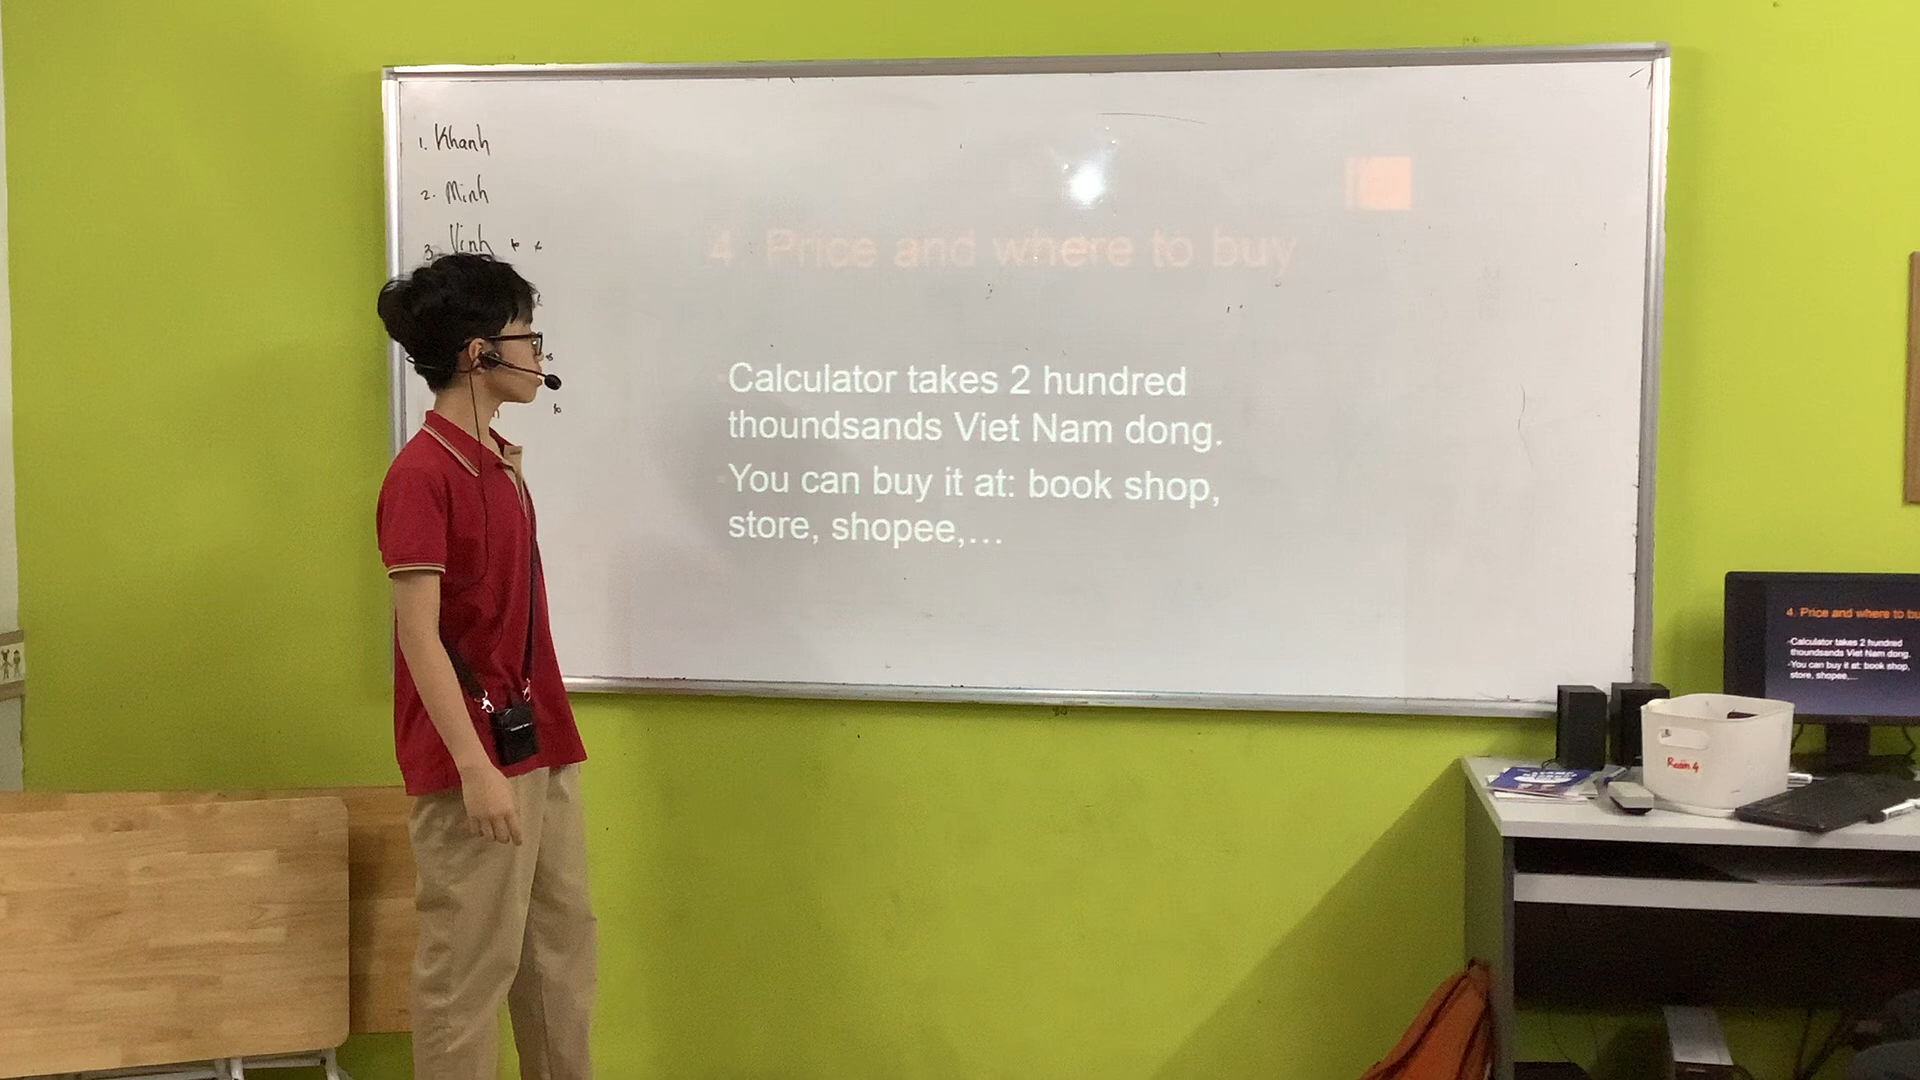 1. Khanh
2. Minh
3. Vinh
4 Price and where to buy
Calculator takes 2 hundred
thoundsands Viet Nam dong.
You can buy it at: book shop,
store, shopee,...
4 Price and where to bu
-Calculator takes 2 hundred
thoundsands Viet Nam dong.
-You can buy it at: book shop,
store, shopee,...
Room 4